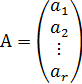 A = ( a₁
a₂
⋮
aᵣ )